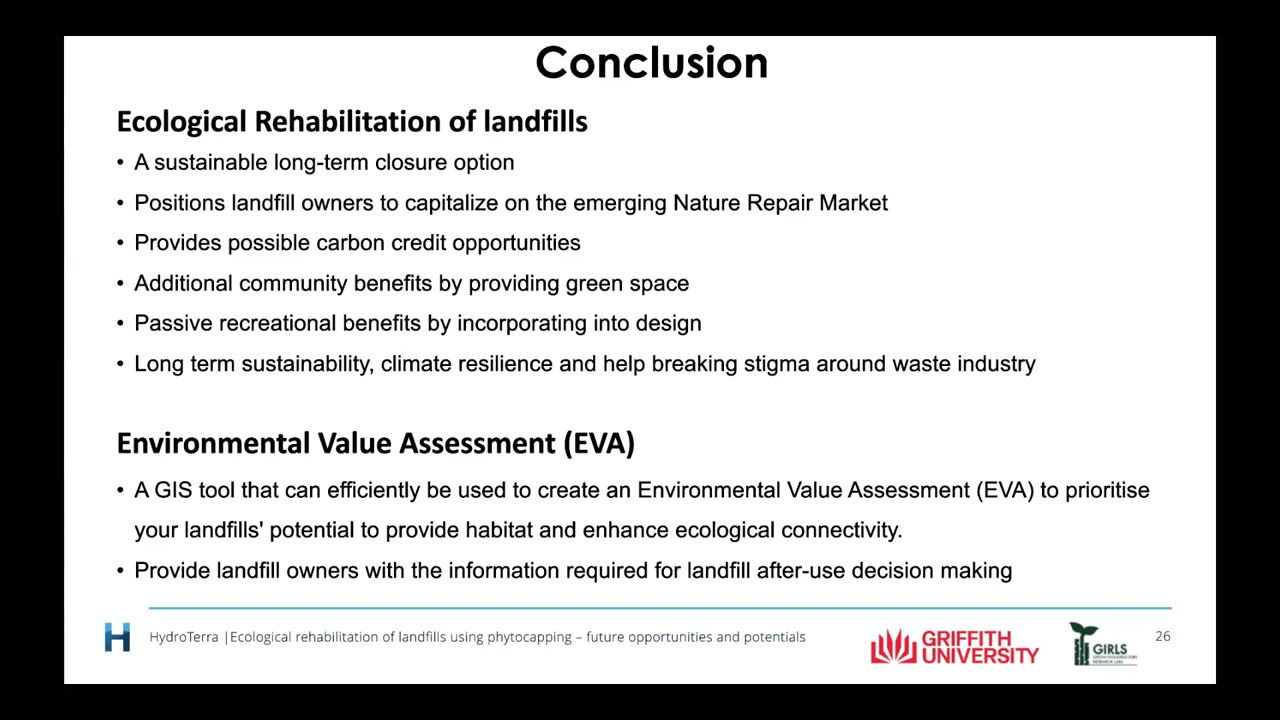 Conclusion
Ecological Rehabilitation of landfills
• A sustainable long-term closure option
• Positions landfill owners to capitalize on the emerging Nature Repair Market
• Provides possible carbon credit opportunities
• Additional community benefits by providing green space
• Passive recreational benefits by incorporating into design
• Long term sustainability, climate resilience and help breaking stigma around waste industry
Environmental Value Assessment (EVA)
• A GIS tool that can efficiently be used to create an Environmental Value Assessment (EVA) to prioritise
your landfills' potential to provide habitat and enhance ecological connectivity.
• Provide landfill owners with the information required for landfill after-use decision making
H
HydroTerra |Ecological rehabilitation of landfills using phytocapping – future opportunities and potentials
GRIFFITH
UNIVERSITY
GIRLS
GREEN INFRASTRUCTURE
RESEARCH LABS
26